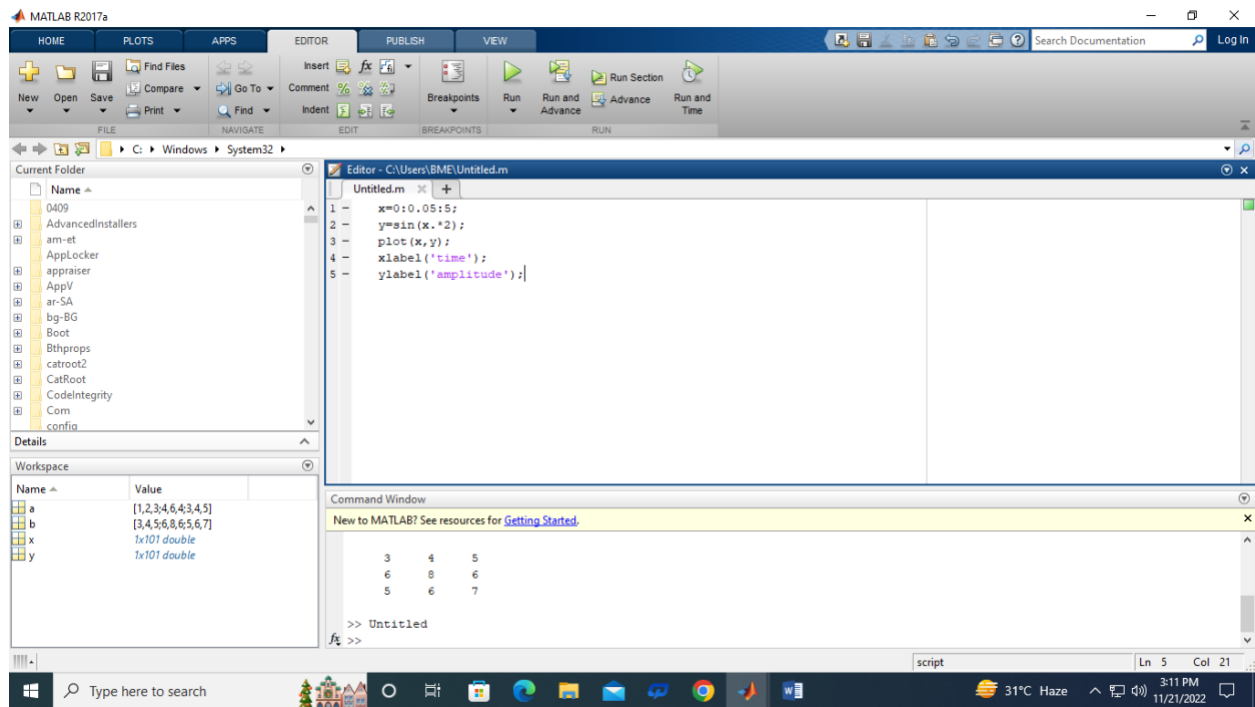 MATLAB R2017a
HOME PLOTS APPS EDITOR PUBLISH VIEW
Search Documentation Log In
New Open Save
Find Files
Compare
Print
FILE
Go To
Find
NAVIGATE
Insert fx
Comment
Indent
EDIT
Breakpoints
BREAKPOINTS
Run
Run and Advance
Run Section
Advance
Run and Time
RUN
C: Windows System32
Current Folder
Name
0409
AdvancedInstallers
am-et
AppLocker
appraiser
AppV
ar-SA
bg-BG
Boot
Bthprops
catroot2
CatRoot
CodeIntegrity
Com
config
Details
Workspace
Name Value
a [1,2,3;4,6,4;3,4,5]
b [3,4,5;6,8,6;5,6,7]
x 1x101 double
y 1x101 double
Editor - C:\Users\BME\Untitled.m
Untitled.m
1 - x=0:0.05:5;
2 - y=sin(x.*2);
3 - plot(x,y);
4 - xlabel('time');
5 - ylabel('amplitude');
Command Window
New to MATLAB? See resources for Getting Started.
3 4 5
6 8 6
5 6 7
>> Untitled
fx >>
script Ln 5 Col 21
Type here to search
31°C Haze
3:11 PM
11/21/2022